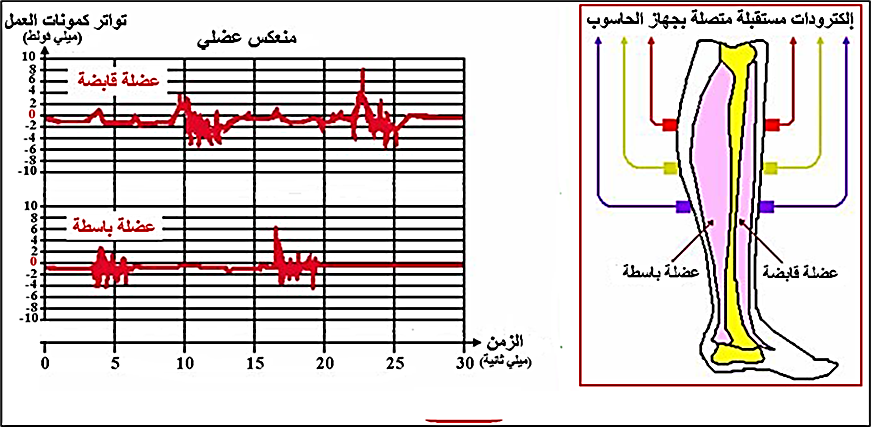 تواتر كمونات العمل
(ميلي فولط)
منعكس عضلي
10
8
6
4
2
0
-2
-4
-6
-8
-10
عضلة قابضة
10
8
6
4
2
0
-2
-4
-6
-8
-10
عضلة باسطة
0 5 10 15 20 25 30
الزمن
(ميلي ثانية)
إلكترودات مستقبلة متصلة بجهاز الحاسوب
عضلة قابضة
عضلة باسطة